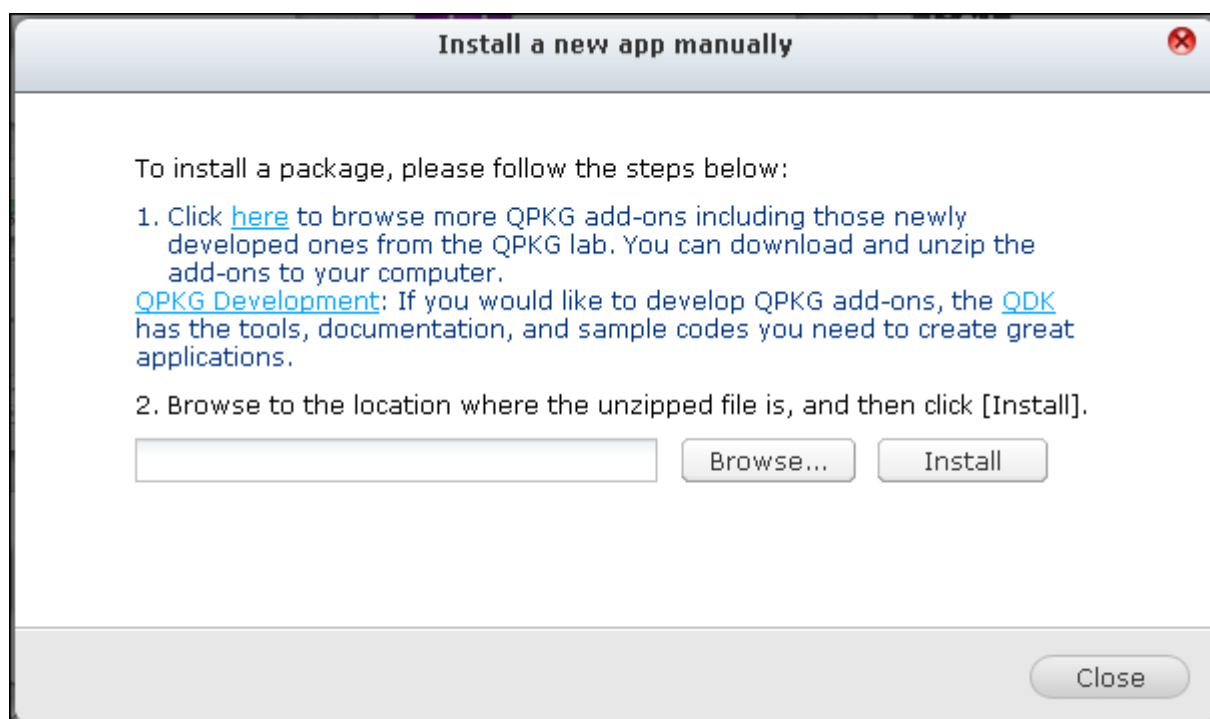 Install a new app manually
To install a package, please follow the steps below:
1. Click here to browse more QPKG add-ons including those newly
developed ones from the QPKG lab. You can download and unzip the
add-ons to your computer.
QPKG Development: If you would like to develop QPKG add-ons, the QDK
has the tools, documentation, and sample codes you need to create great
applications.
2. Browse to the location where the unzipped file is, and then click [Install].
Browse... Install
Close